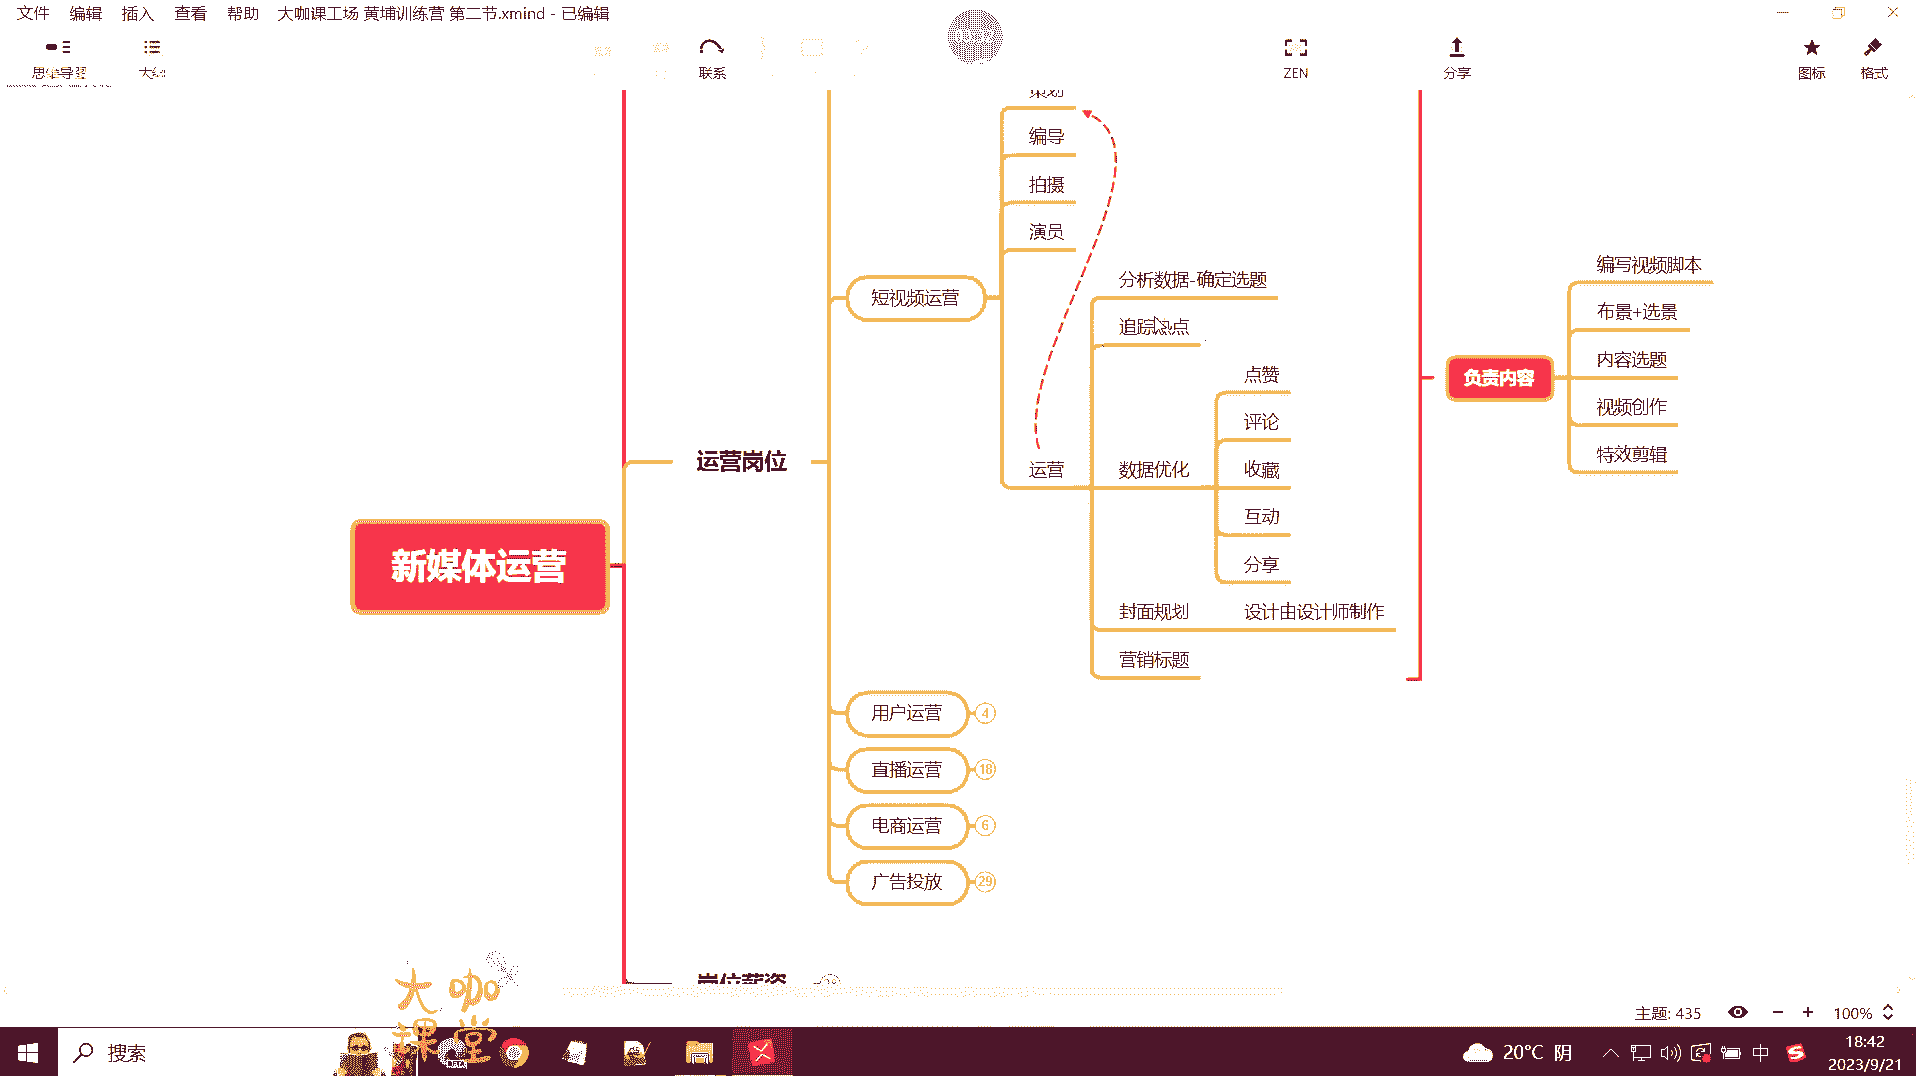 文件 编辑 插入 查看 帮助 大咖课工场 黄埔训练营 第二节.xmind - 已编辑
思维导图 大纲 联系 ZEN 分享 图标 格式
策划
编导
拍摄
演员
短视频运营
分析数据-确定选题
追踪热点
点赞
评论
运营 数据优化 收藏
互动
分享
封面规划 设计由设计师制作
营销标题
编写视频脚本
布景+选景
内容选题
负责内容
视频创作
特效剪辑
运营岗位
新媒体运营
用户运营 4
直播运营 18
电商运营 6
广告投放 29
岗位薪资
大咖
课堂
主题: 435 100%
搜索
20°C 阴 中
18:42
2023/9/21